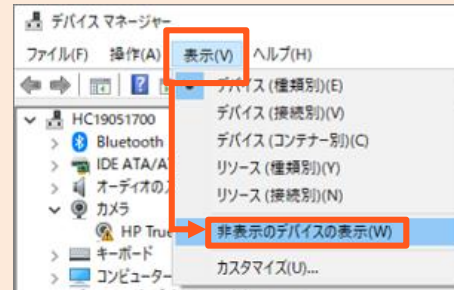 デバイス マネージャー
ファイル(F) 操作(A) 表示(V) ヘルプ(H)
デバイス (種類別)(E)
デバイス (接続別)(V)
デバイス (コンテナー別)(C)
リソース (種類別)(Y)
リソース (接続別)(N)
非表示のデバイスの表示(W)
カスタマイズ(U)...
HC19051700
Bluetooth
IDE ATA/A
オーディオの
カメラ
HP True
キーボード
コンピューター